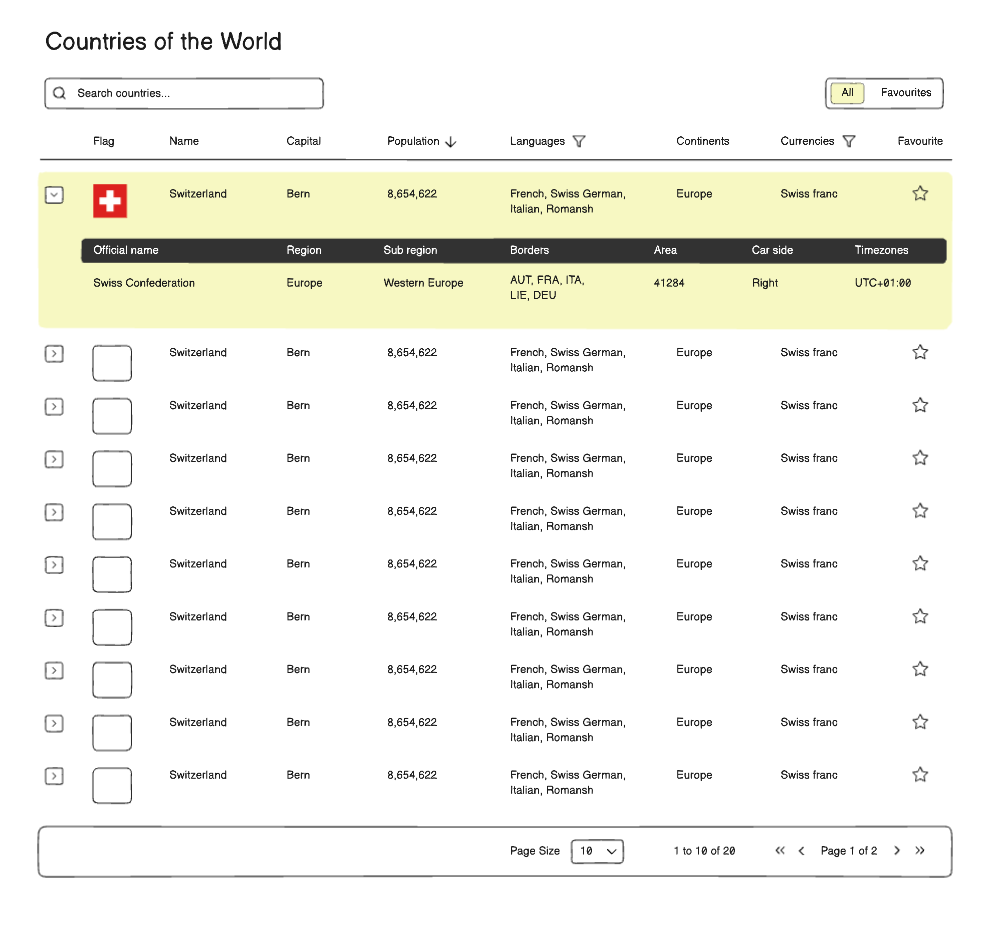 Countries of the World
Search countries...
All Favourites
Flag Name Capital Population Languages Continents Currencies Favourite
Switzerland Bern 8,654,622 French, Swiss German, Europe Swiss franc
Italian, Romansh
Official name Region Sub region Borders Area Car side Timezones
Swiss Confederation Europe Western Europe AUT, FRA, ITA, 41284 Right UTC+01:00
LIE, DEU
Switzerland Bern 8,654,622 French, Swiss German, Europe Swiss franc
Italian, Romansh
Switzerland Bern 8,654,622 French, Swiss German, Europe Swiss franc
Italian, Romansh
Switzerland Bern 8,654,622 French, Swiss German, Europe Swiss franc
Italian, Romansh
Switzerland Bern 8,654,622 French, Swiss German, Europe Swiss franc
Italian, Romansh
Switzerland Bern 8,654,622 French, Swiss German, Europe Swiss franc
Italian, Romansh
Switzerland Bern 8,654,622 French, Swiss German, Europe Swiss franc
Italian, Romansh
Switzerland Bern 8,654,622 French, Swiss German, Europe Swiss franc
Italian, Romansh
Switzerland Bern 8,654,622 French, Swiss German, Europe Swiss franc
Italian, Romansh
Switzerland Bern 8,654,622 French, Swiss German, Europe Swiss franc
Italian, Romansh
Page Size 10 1 to 10 of 20 Page 1 of 2